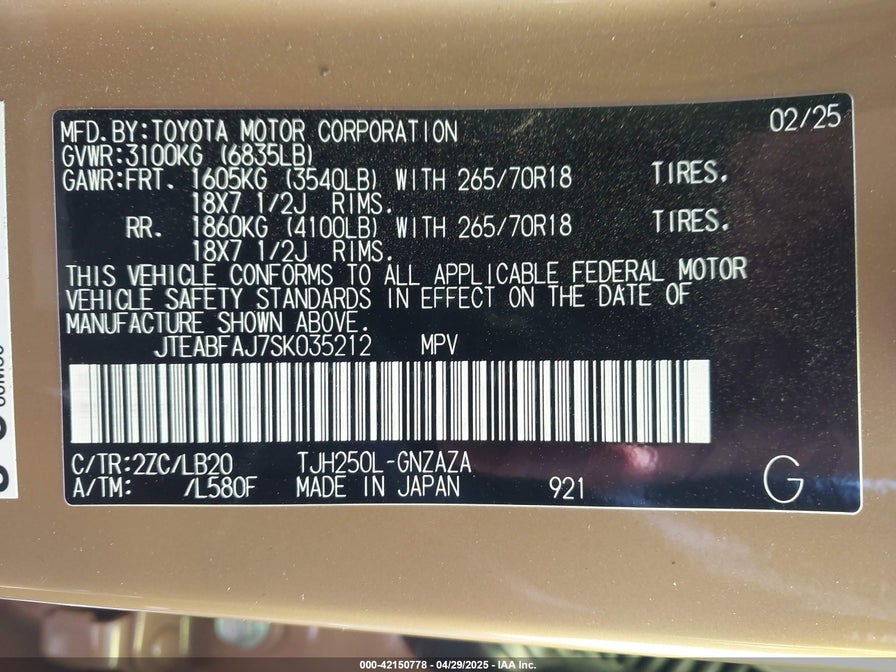 02/25
MFD.BY:TOYOTA MOTOR CORPORATION
GVWR:3100KG (6835LB)
GAWR:FRT. 1605KG (3540LB) WITH 265/70R18 TIRES.
18X7 1/2J RIMS.
RR. 1860KG (4100LB) WITH 265/70R18 TIRES.
18X7 1/2J RIMS.
THIS VEHICLE CONFORMS TO ALL APPLICABLE FEDERAL MOTOR
VEHICLE SAFETY STANDARDS IN EFFECT ON THE DATE OF
MANUFACTURE SHOWN ABOVE.
JTEABFAJ7SK035212 MPV
C/TR:2ZC/LB20 TJH250L-GNZAZA
A/TM: /L580F MADE IN JAPAN 921 G
000-42150778 - 04/29/2025 - IAA Inc.